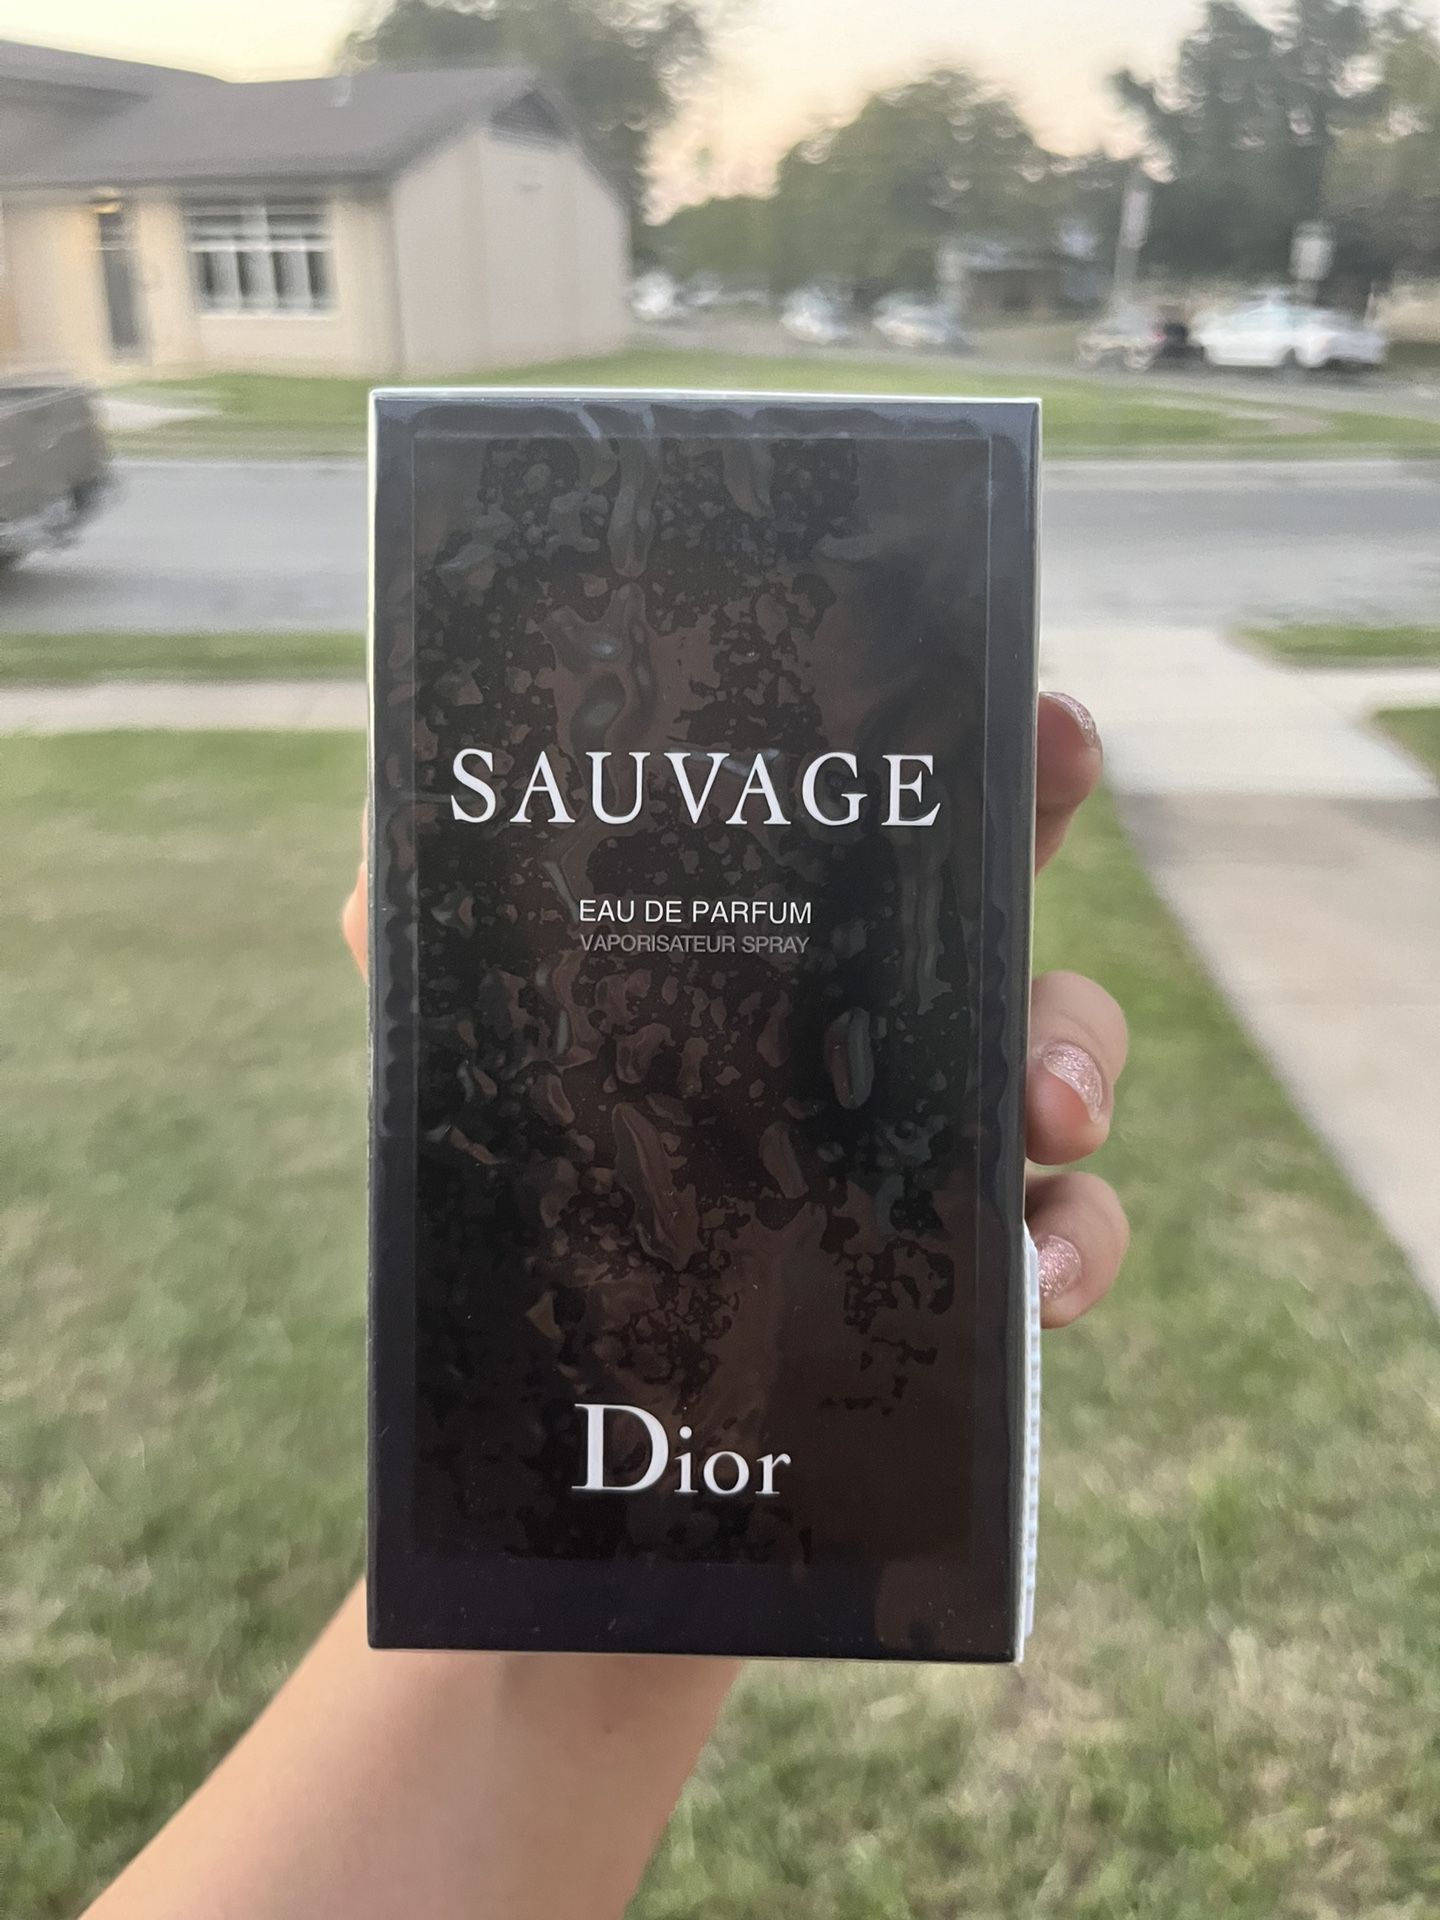 SAUVAGE
EAU DE PARFUM
VAPORISATEUR SPRAY
Dior